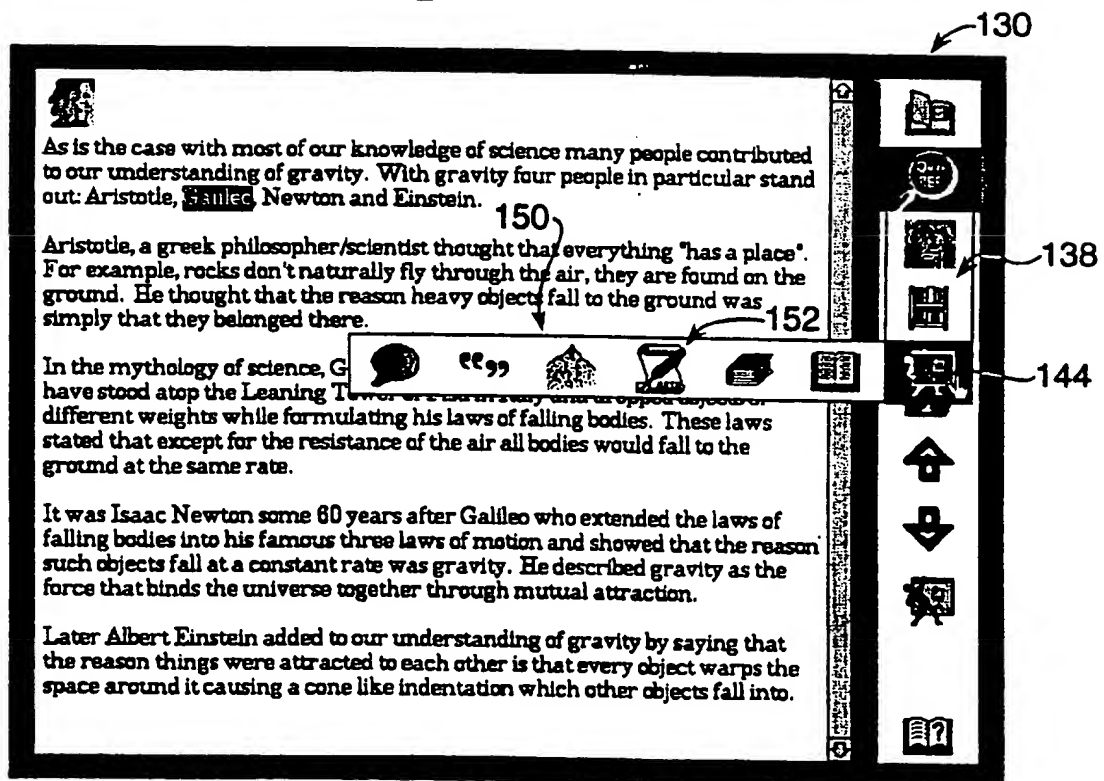 130
As is the case with most of our knowledge of science many people contributed
to our understanding of gravity. With gravity four people in particular stand
out: Aristotle, Galileo, Newton and Einstein.
150
Aristotle, a greek philosopher/scientist thought that everything "has a place".
For example, rocks don't naturally fly through the air, they are found on the
138
ground. He thought that the reason heavy objects fall to the ground was
simply that they belonged there.
152
In the mythology of science, G
144
have stood atop the Leaning
different weights while formulating his laws of falling bodies. These laws
stated that except for the resistance of the air all bodies would fall to the
ground at the same rate.
It was Isaac Newton some 60 years after Galileo who extended the laws of
falling bodies into his famous three laws of motion and showed that the reason
such objects fall at a constant rate was gravity. He described gravity as the
force that binds the universe together through mutual attraction.
Later Albert Einstein added to our understanding of gravity by saying that
the reason things were attracted to each other is that every object warps the
space around it causing a cone like indentation which other objects fall into.